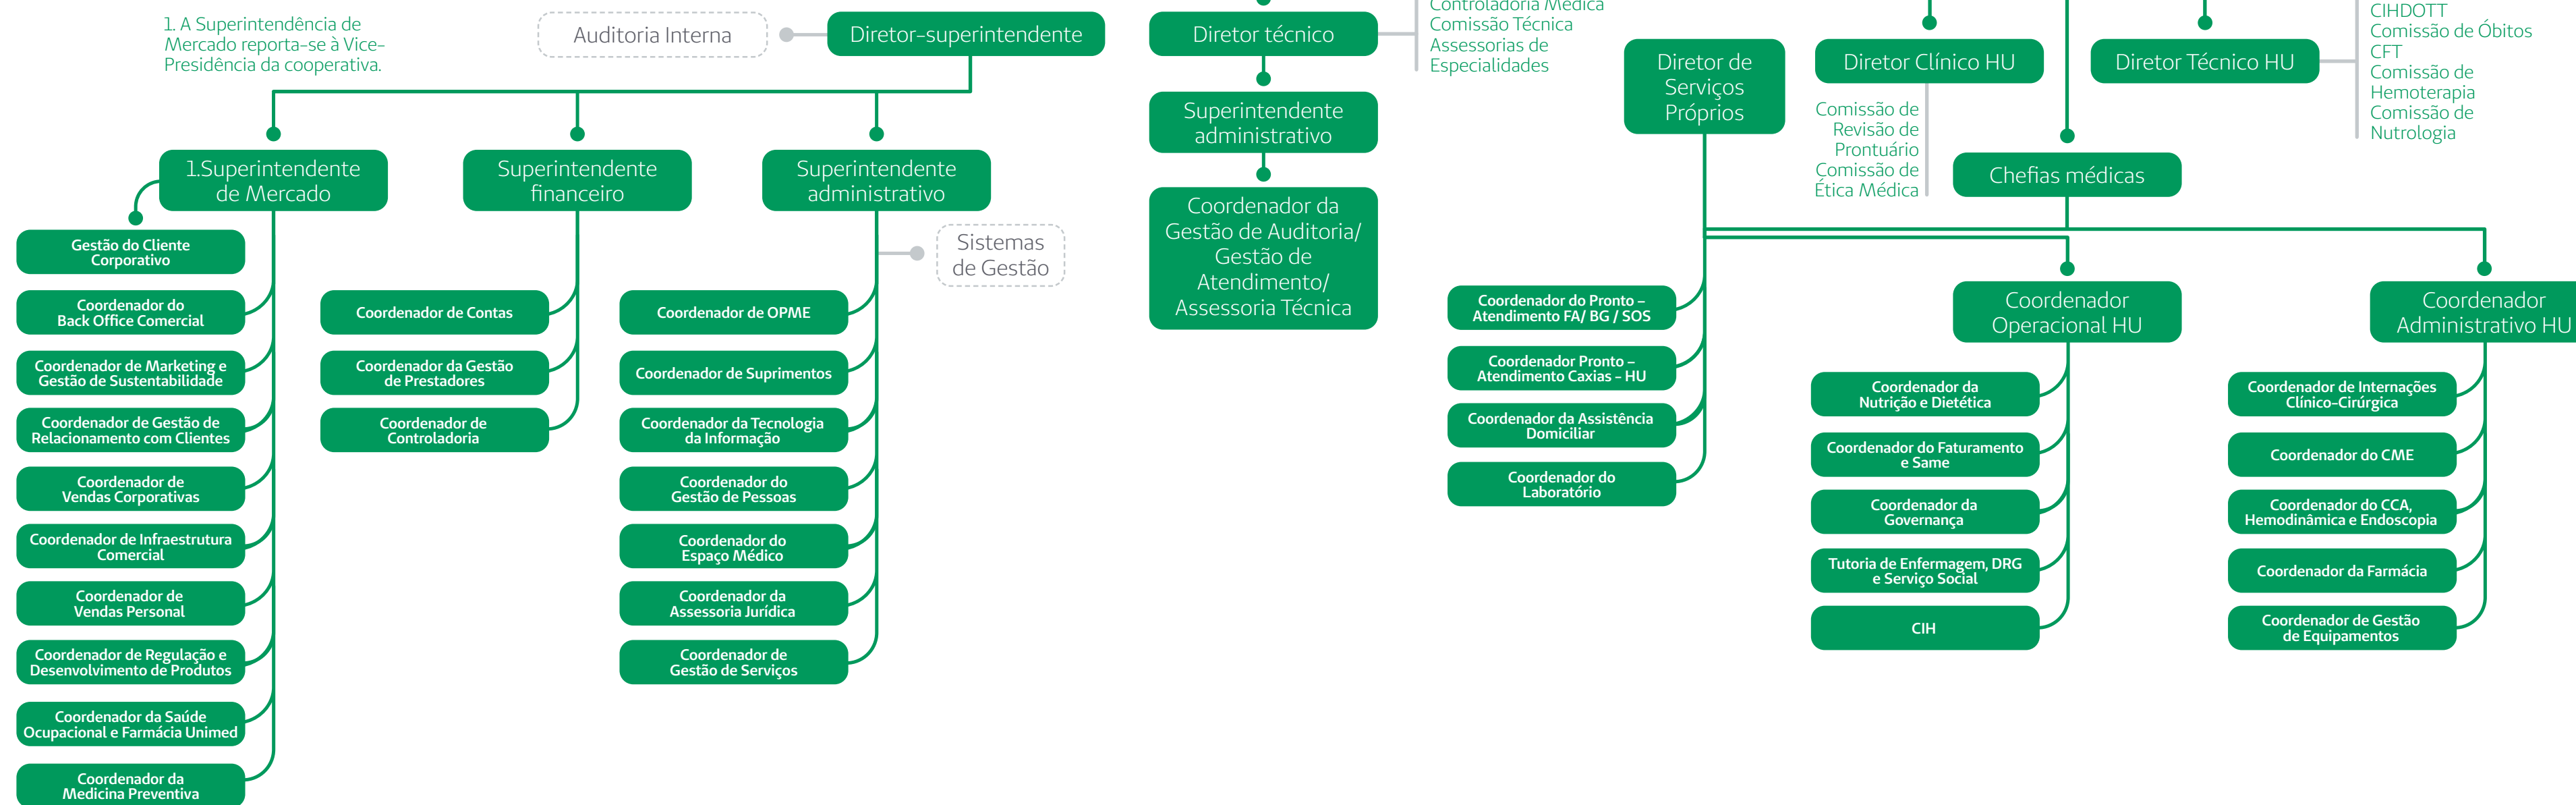 1. A Superintendência de
Mercado reporta-se à Vice-
Presidência da cooperativa.
Auditoria Interna
Diretor-superintendente
1.Superintendente
de Mercado
Superintendente
financeiro
Superintendente
administrativo
Sistemas
de Gestão
Gestão do Cliente
Corporativo
Coordenador do
Back Office Comercial
Coordenador de Marketing e
Gestão de Sustentabilidade
Coordenador de Gestão de
Relacionamento com Clientes
Coordenador de
Vendas Corporativas
Coordenador de Infraestrutura
Comercial
Coordenador de
Vendas Personal
Coordenador de Regulação e
Desenvolvimento de Produtos
Coordenador da Saúde
Ocupacional e Farmácia Unimed
Coordenador da
Medicina Preventiva
Coordenador de Contas
Coordenador da Gestão
de Prestadores
Coordenador de
Controladoria
Coordenador de OPME
Coordenador de Suprimentos
Coordenador da Tecnologia
da Informação
Coordenador do
Gestão de Pessoas
Coordenador do
Espaço Médico
Coordenador da
Assessoria Jurídica
Coordenador de
Gestão de Serviços
Diretor técnico
Controladoria Médica
Comissão Técnica
Assessorias de
Especialidades
Superintendente
administrativo
Coordenador da
Gestão de Auditoria/
Gestão de
Atendimento/
Assessoria Técnica
Diretor de
Serviços
Próprios
Coordenador do Pronto –
Atendimento FA/ BG / SOS
Coordenador Pronto –
Atendimento Caxias - HU
Coordenador da Assistência
Domiciliar
Coordenador do
Laboratório
Diretor Clínico HU
Comissão de
Revisão de
Prontuário
Comissão de
Ética Médica
Chefias médicas
Diretor Técnico HU
CIHDOTT
Comissão de Óbitos
CFT
Comissão de
Hemoterapia
Comissão de
Nutrologia
Coordenador
Operacional HU
Coordenador da
Nutrição e Dietética
Coordenador do Faturamento
e Same
Coordenador da
Governança
Tutoria de Enfermagem, DRG
e Serviço Social
CIH
Coordenador
Administrativo HU
Coordenador de Internações
Clínico-Cirúrgica
Coordenador do CME
Coordenador do CCA,
Hemodinâmica e Endoscopia
Coordenador da Farmácia
Coordenador de Gestão
de Equipamentos